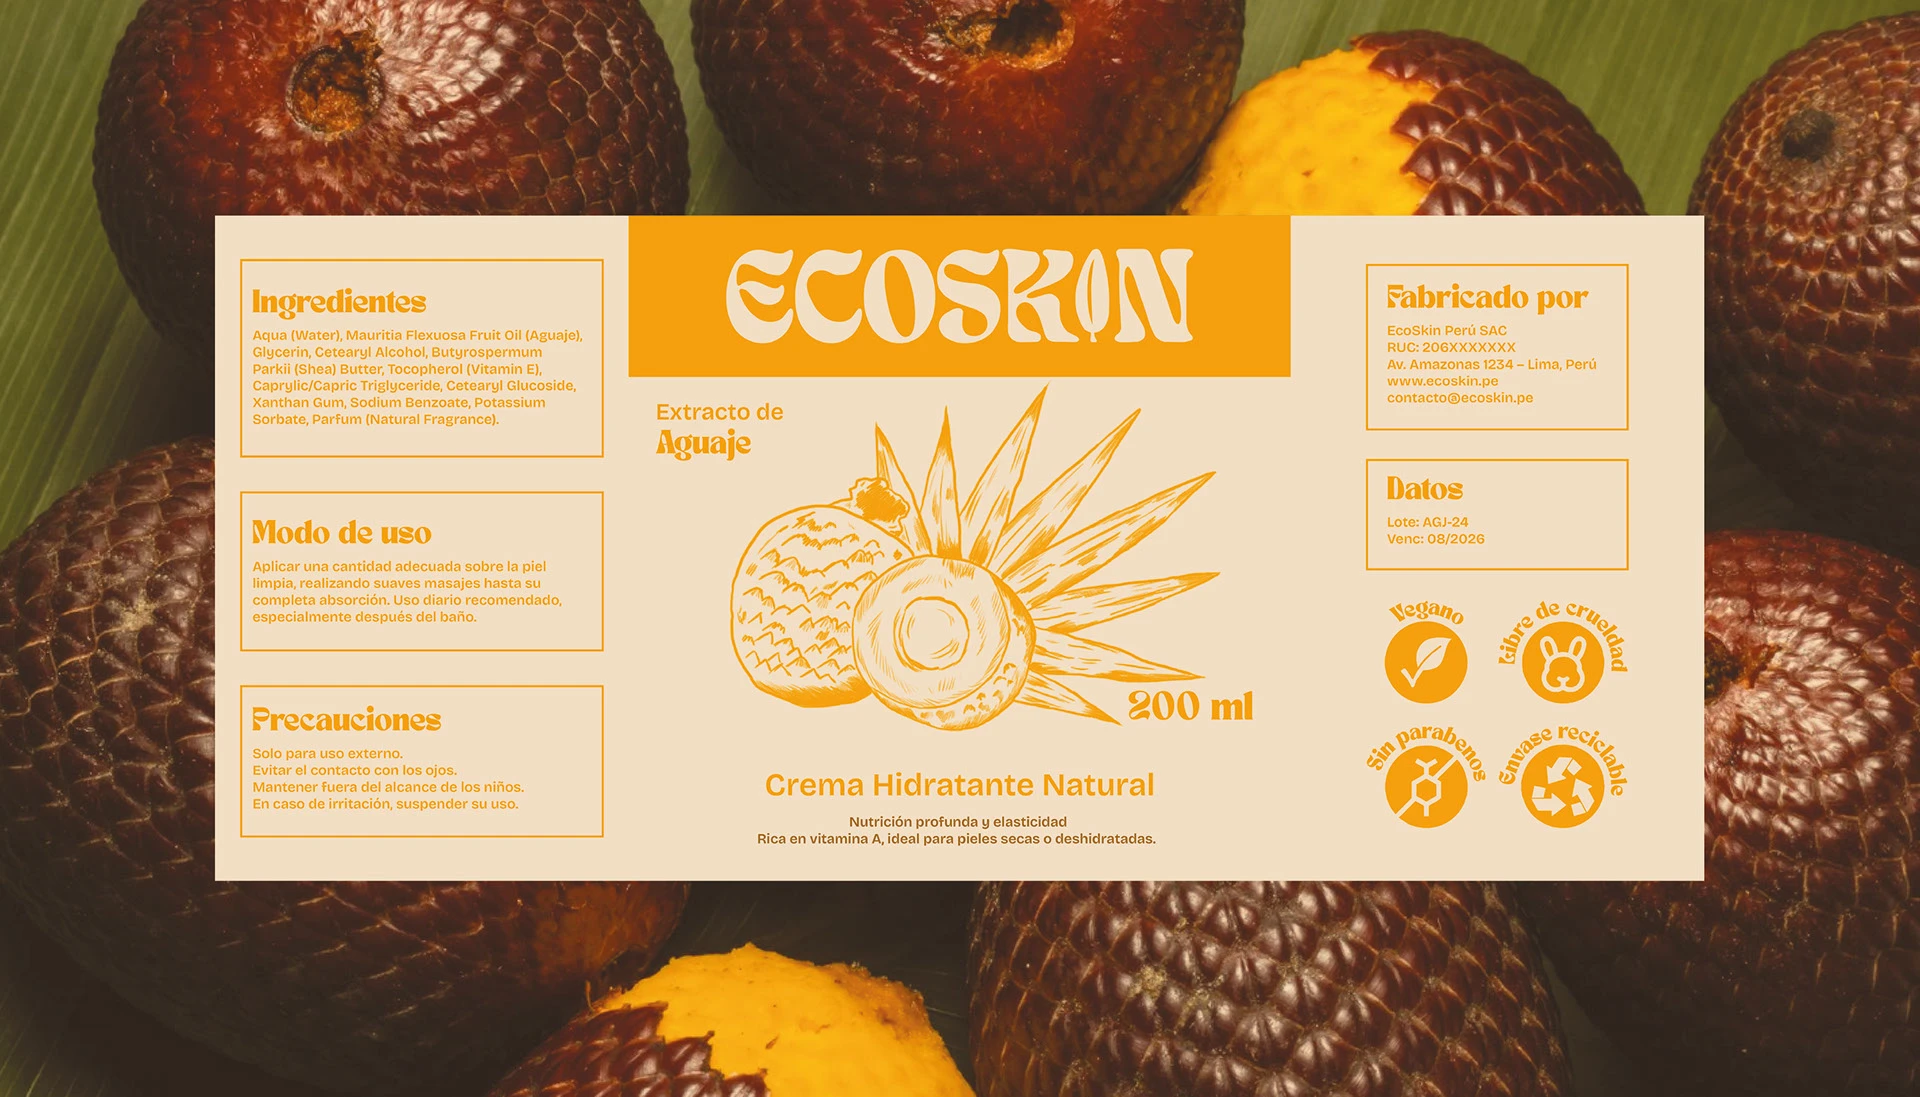 Ingredientes
Aqua (Water), Mauritia Flexuosa Fruit Oil (Aguaje),
Glycerin, Cetearyl Alcohol, Butyrospermum
Parkii (Shea) Butter, Tocopherol (Vitamin E),
Caprylic/Capric Triglyceride, Cetearyl Glucoside,
Xanthan Gum, Sodium Benzoate, Potassium
Sorbate, Parfum (Natural Fragrance).
Modo de uso
Aplicar una cantidad adecuada sobre la piel
limpia, realizando suaves masajes hasta su
completa absorción. Uso diario recomendado,
especialmente después del baño.
Precauciones
Solo para uso externo.
Evitar el contacto con los ojos.
Mantener fuera del alcance de los niños.
En caso de irritación, suspender su uso.
ECOSKIN
Extracto de
Aguaje
200 ml
Crema Hidratante Natural
Nutrición profunda y elasticidad
Rica en vitamina A, ideal para pieles secas o deshidratadas.
Fabricado por
EcoSkin Perú SAC
RUC: 206XXXXXXX
Av. Amazonas 1234 – Lima, Perú
www.ecoskin.pe
contacto@ecoskin.pe
Datos
Lote: AGJ-24
Venc: 08/2026
Vegano
Libre de crueldad
Sin parabenos
Envase reciclable